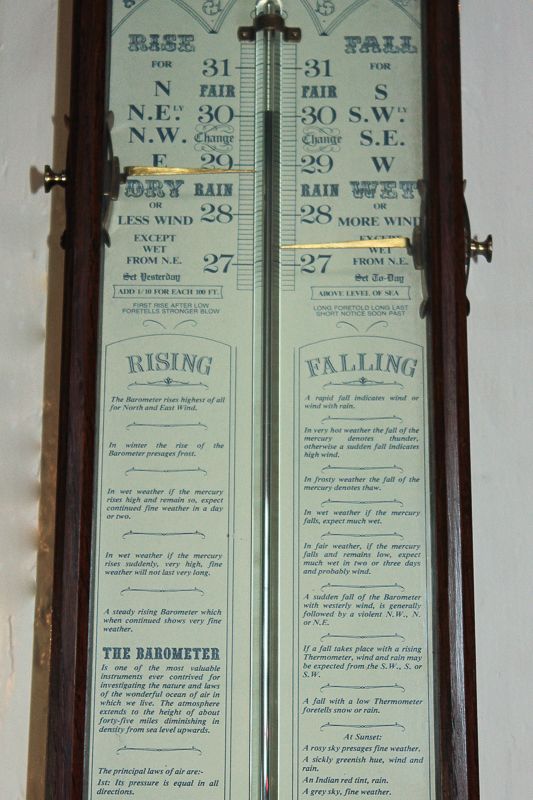 RISE
FOR
N
N.E.LY
N.W.
E
DRY
OR
LESS WIND
EXCEPT
WET
FROM N.E.
Set Yesterday
ADD 1/10 FOR EACH 100 FT.
FIRST RISE AFTER LOW
FORETELLS STRONGER BLOW
31
FAIR
30
Change
29
RAIN
28
27
31
FAIR
30
Change
29
RAIN
28
27
FALL
FOR
S
S.W.LY
S.E.
W
WET
OR
MORE WIND
EXCEPT
WET
FROM N.E.
Set To-Day
ABOVE LEVEL OF SEA
LONG FORETOLD LONG LAST
SHORT NOTICE SOON PAST
RISING
The Barometer rises highest of all
for North and East Wind.
In winter the rise of the
Barometer presages frost.
In wet weather if the mercury
rises high and remain so, expect
continued fine weather in a day
or two.
In wet weather if the mercury
rises suddenly, very high, fine
weather will not last very long.
A steady rising Barometer which
when continued shows very fine
weather.
THE BAROMETER
Is one of the most valuable
instruments ever contrived for
investigating the nature and laws
of the wonderful ocean of air in
which we live. The atmosphere
extends to the height of about
forty-five miles diminishing in
density from sea level upwards.
The principal laws of air are:-
1st: Its pressure is equal in all
directions.
FALLING
A rapid fall indicates wind or
wind with rain.
In very hot weather the fall of the
mercury denotes thunder,
otherwise a sudden fall indicates
high wind.
In frosty weather the fall of the
mercury denotes thaw.
In wet weather if the mercury
falls, expect much wet.
In fair weather, if the mercury
falls and remains low, expect
much wet in two or three days
and probably wind.
A sudden fall of the Barometer
with westerly wind, is generally
followed by a violent N.W., N.
or N.E.
If a fall takes place with a rising
Thermometer, wind and rain may
be expected from the S.W., S. or
S.W.
A fall with a low Thermometer
foretells snow or rain.
At Sunset:
A rosy sky presages fine weather.
A sickly greenish hue, wind and
rain.
An Indian red tint, rain.
A grey sky, fine weather.